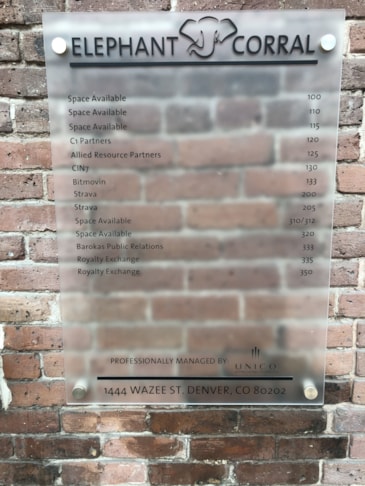 ELEPHANT CORRAL
Space Available 100
Space Available 110
Space Available 115
C1 Partners 120
Allied Resource Partners 125
CIN7 130
Bitmovin 133
Strava 200
Strava 205
Space Available 310/312
Space Available 320
Barokas Public Relations 333
Royalty Exchange 335
Royalty Exchange 350
PROFESSIONALLY MANAGED BY UNICO
1444 WAZEE ST, DENVER, CO 80202